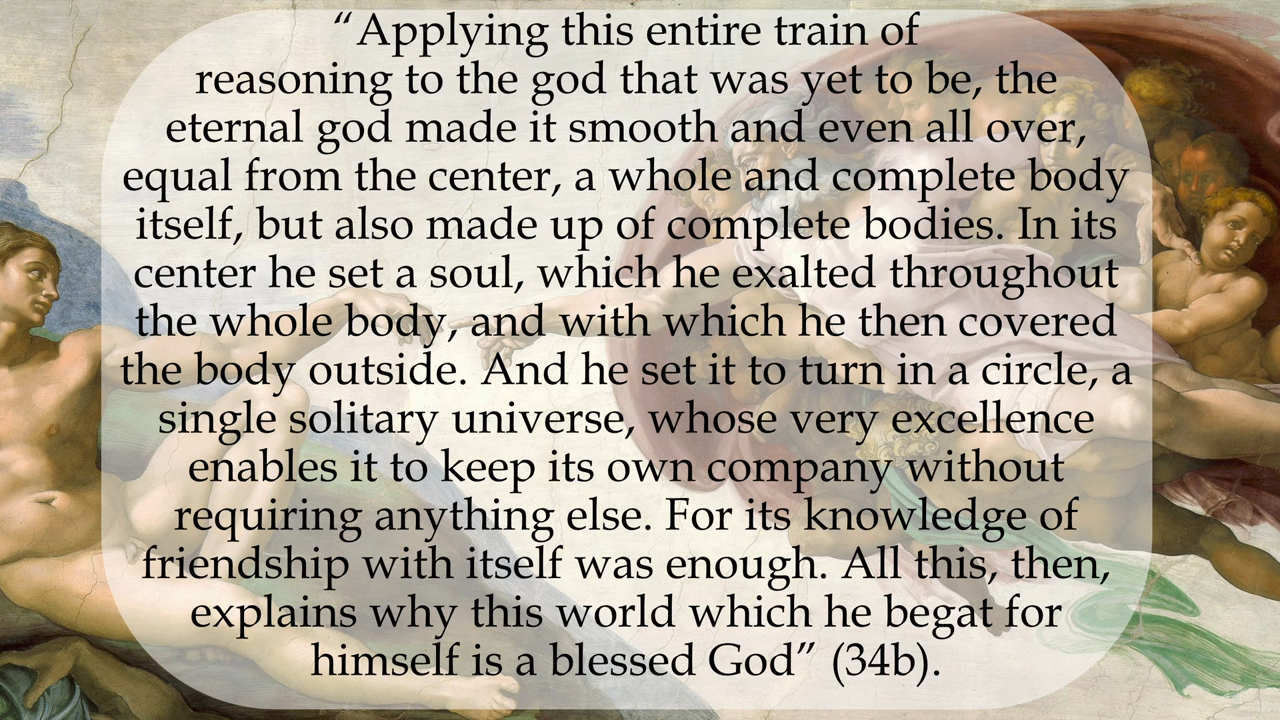 “Applying this entire train of
reasoning to the god that was yet to be, the
eternal god made it smooth and even all over,
equal from the center, a whole and complete body
itself, but also made up of complete bodies. In its
center he set a soul, which he exalted throughout
the whole body, and with which he then covered
the body outside. And he set it to turn in a circle, a
single solitary universe, whose very excellence
enables it to keep its own company without
requiring anything else. For its knowledge of
friendship with itself was enough. All this, then,
explains why this world which he begat for
himself is a blessed God” (34b).